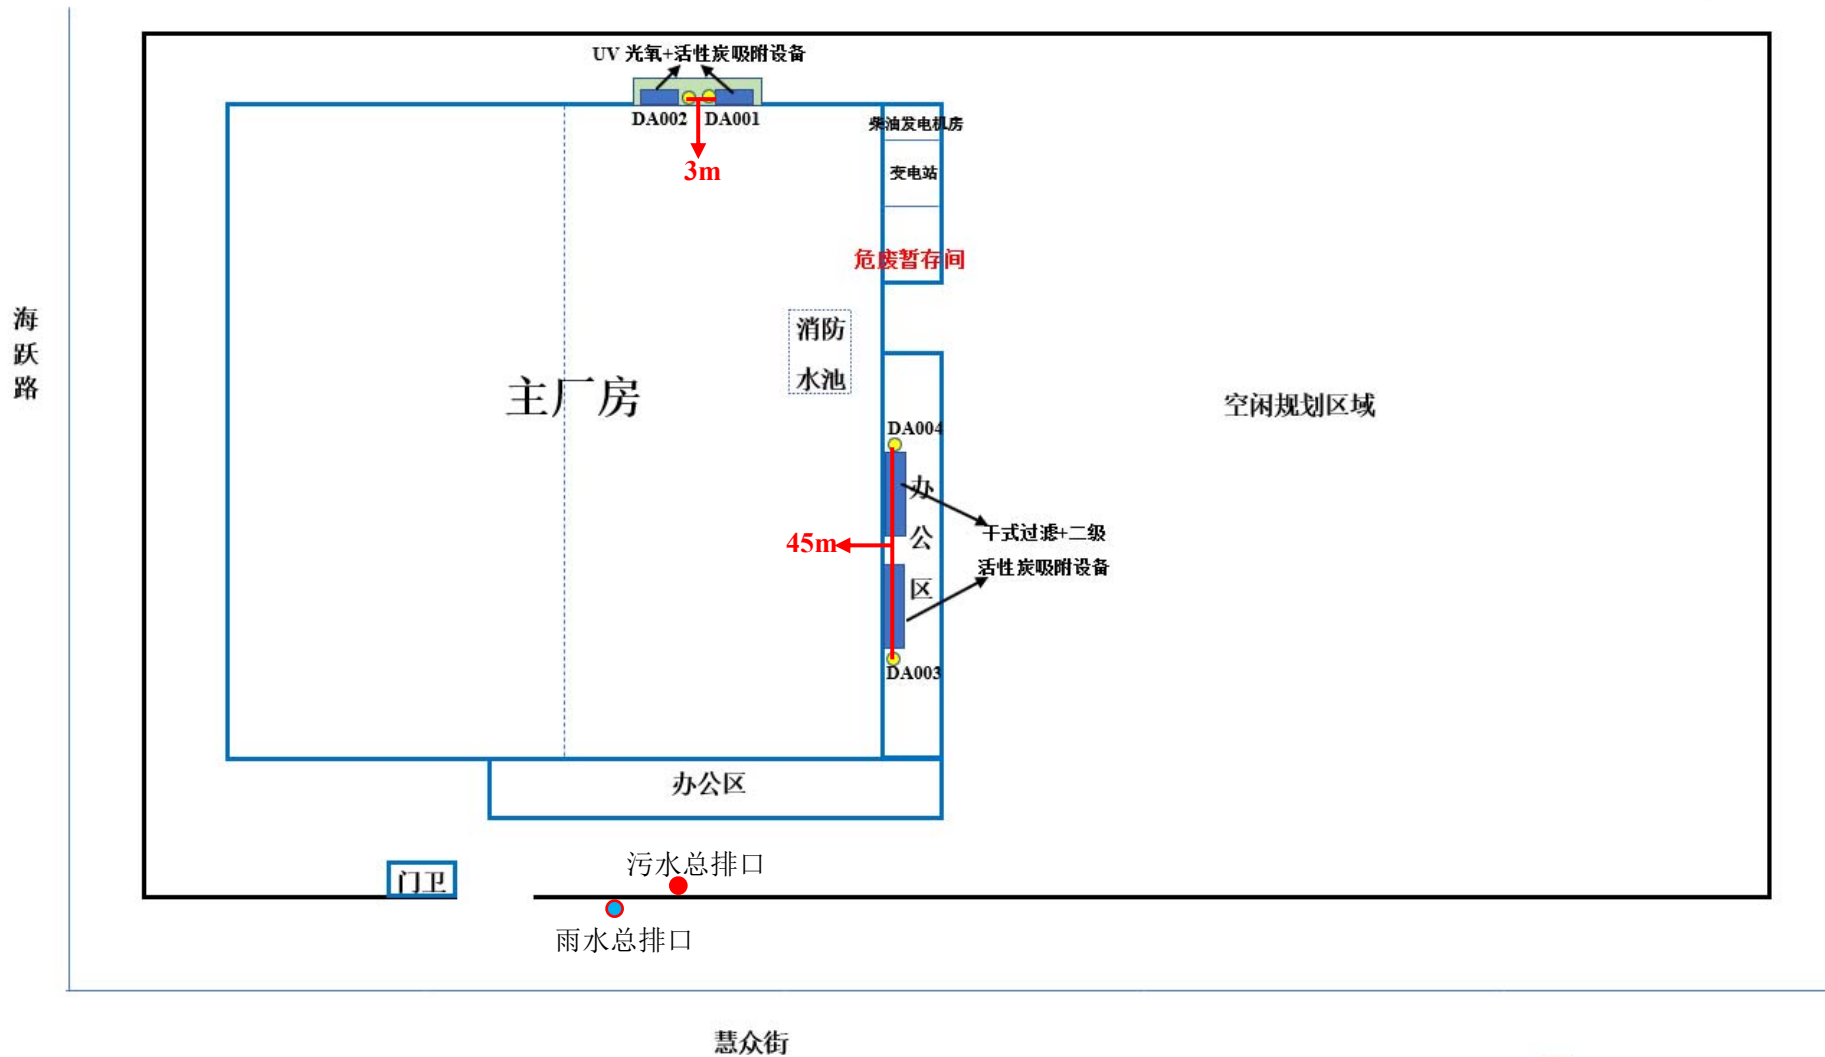 UV 光氧+活性炭吸附设备
DA002
DA001
3m
柴油发电机房
变电站
危废暂存间
消防
水池
海
跃
路
主厂房
空闲规划区域
DA004
办
公
区
45m
干式过滤+二级
活性炭吸附设备
DA003
办公区
门卫
污水总排口
雨水总排口
慧众街